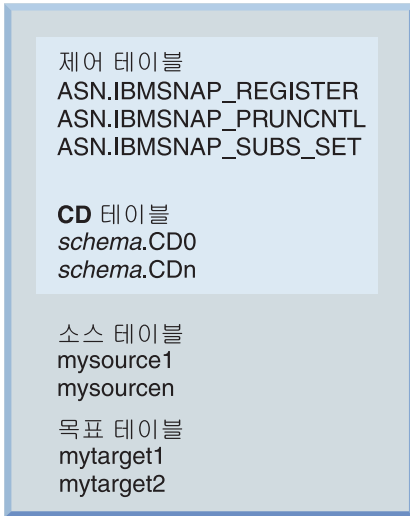 제어 테이블
ASN.IBMSNAP_REGISTER
ASN.IBMSNAP_PRUNCNTL
ASN.IBMSNAP_SUBS_SET
CD 테이블
schema.CD0
schema.CDn
소스 테이블
mysource1
mysourcen
목표 테이블
mytarget1
mytarget2